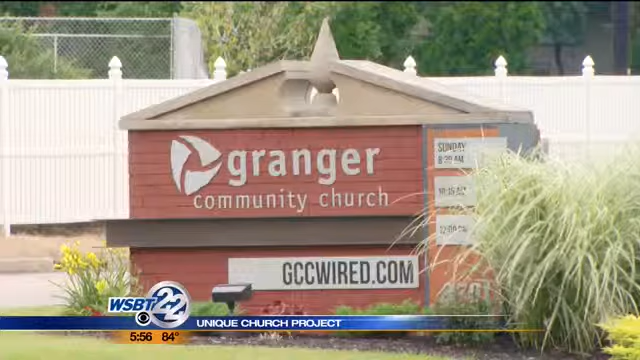 granger
community church
SUNDAY
GCCWIRED.COM
WSBT 22
UNIQUE CHURCH PROJECT
5:56 84°